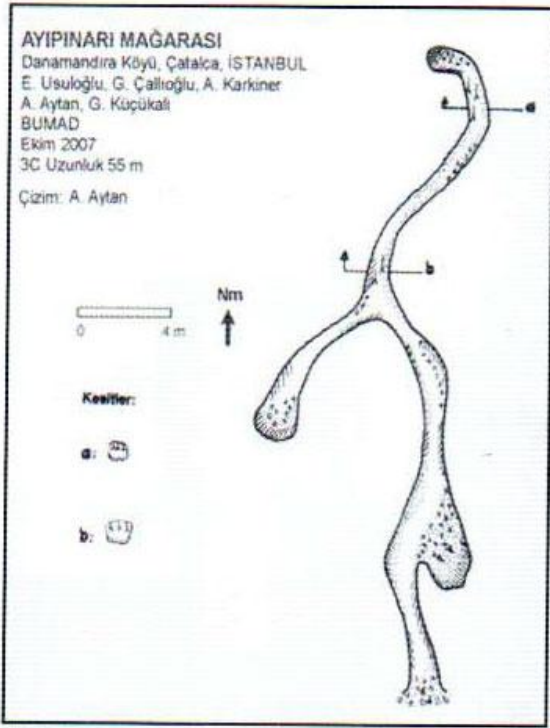 AYIPINARI MAĞARASI
Danamandıra Köyü, Çatalca, İSTANBUL
E. Usuloğlu, G. Çallıoğlu, A. Karkıner
A. Aytan, G. Küçükali
BUMAD
Ekim 2007
3C Uzunluk 55 m
Çizim: A. Aytan
a
b
Nm
0 4 m
Kesitler:
a:
b: